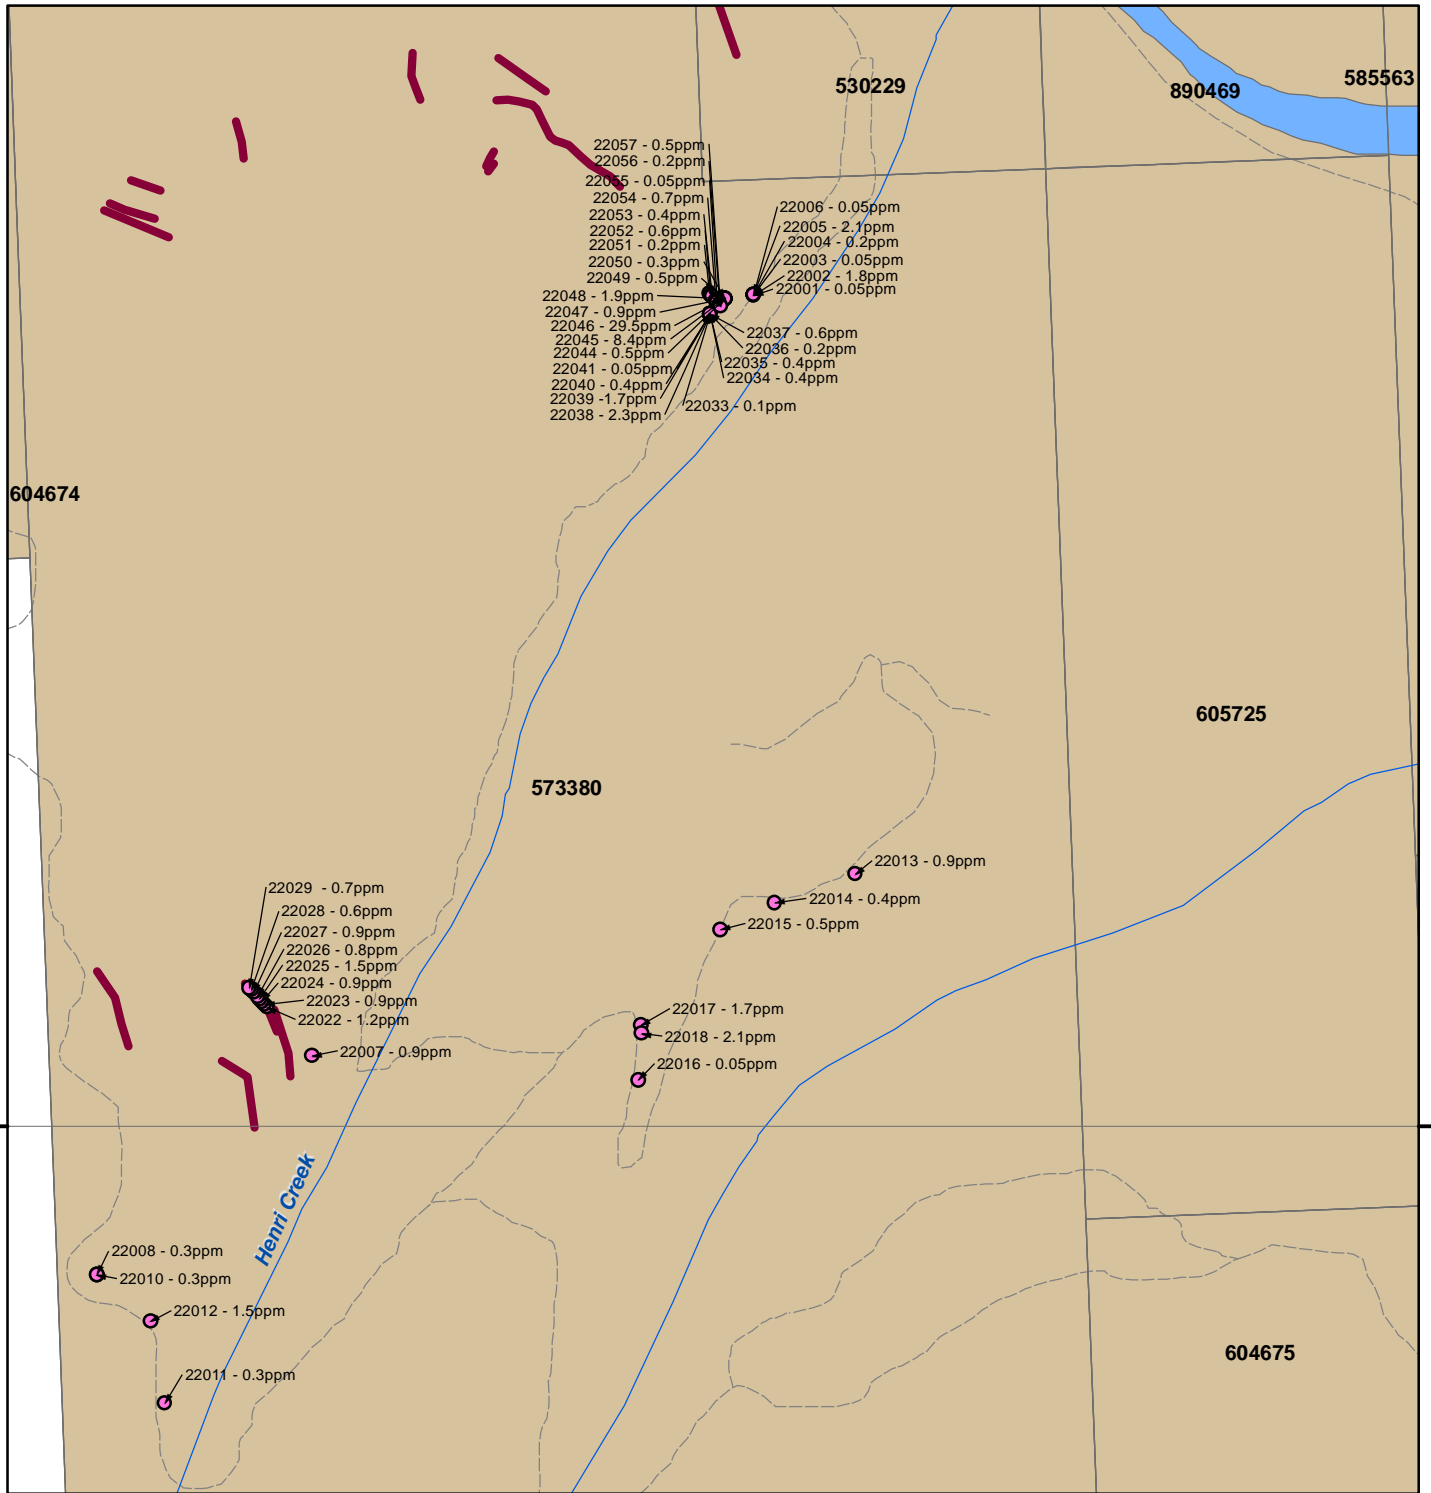 530229
890469
585563
22057 - 0.5ppm
22056 - 0.2ppm
22055 - 0.05ppm
22054 - 0.7ppm
22053 - 0.4ppm
22052 - 0.6ppm
22051 - 0.2ppm
22050 - 0.3ppm
22049 - 0.5ppm
22048 - 1.9ppm
22047 - 0.9ppm
22046 - 29.5ppm
22045 - 8.4ppm
22044 - 0.5ppm
22041 - 0.05ppm
22040 - 0.4ppm
22039 -1.7ppm
22038 - 2.3ppm
22006 - 0.05ppm
22005 - 2.1ppm
22004 - 0.2ppm
22003 - 0.05ppm
22002 - 1.8ppm
22001 - 0.05ppm
22037 - 0.6ppm
22036 - 0.2ppm
22035 - 0.4ppm
22034 - 0.4ppm
22033 - 0.1ppm
604674
605725
573380
22013 - 0.9ppm
22014 - 0.4ppm
22015 - 0.5ppm
22029 - 0.7ppm
22028 - 0.6ppm
22027 - 0.9ppm
22026 - 0.8ppm
22025 - 1.5ppm
22024 - 0.9ppm
22023 - 0.9ppm
22022 - 1.2ppm
22007 - 0.9ppm
22017 - 1.7ppm
22018 - 2.1ppm
22016 - 0.05ppm
Henri Creek
22008 - 0.3ppm
22010 - 0.3ppm
22012 - 1.5ppm
22011 - 0.3ppm
604675